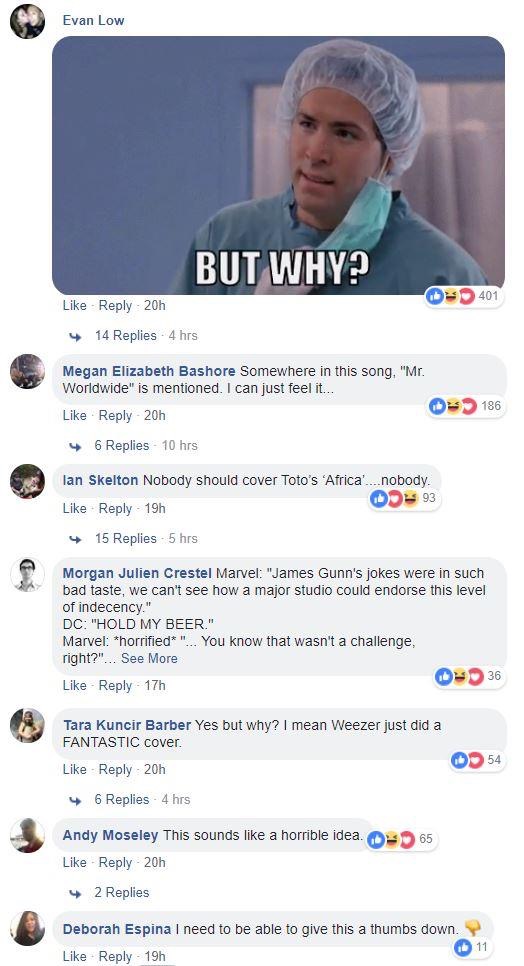 Evan Low
BUT WHY?
401
Like · Reply · 20h
14 Replies · 4 hrs
Megan Elizabeth Bashore Somewhere in this song, "Mr.
Worldwide" is mentioned. I can just feel it...
186
Like · Reply · 20h
6 Replies · 10 hrs
Ian Skelton Nobody should cover Toto's 'Africa'....nobody.
93
Like · Reply · 19h
15 Replies · 5 hrs
Morgan Julien Crestel Marvel: "James Gunn's jokes were in such
bad taste, we can't see how a major studio could endorse this level
of indecency."
DC: "HOLD MY BEER."
Marvel: *horrified* "... You know that wasn't a challenge,
right?"... See More
36
Like · Reply · 17h
Tara Kuncir Barber Yes but why? I mean Weezer just did a
FANTASTIC cover.
54
Like · Reply · 20h
6 Replies · 4 hrs
Andy Moseley This sounds like a horrible idea.
65
Like · Reply · 20h
2 Replies
Deborah Espina I need to be able to give this a thumbs down. 👎
11
Like · Reply · 19h